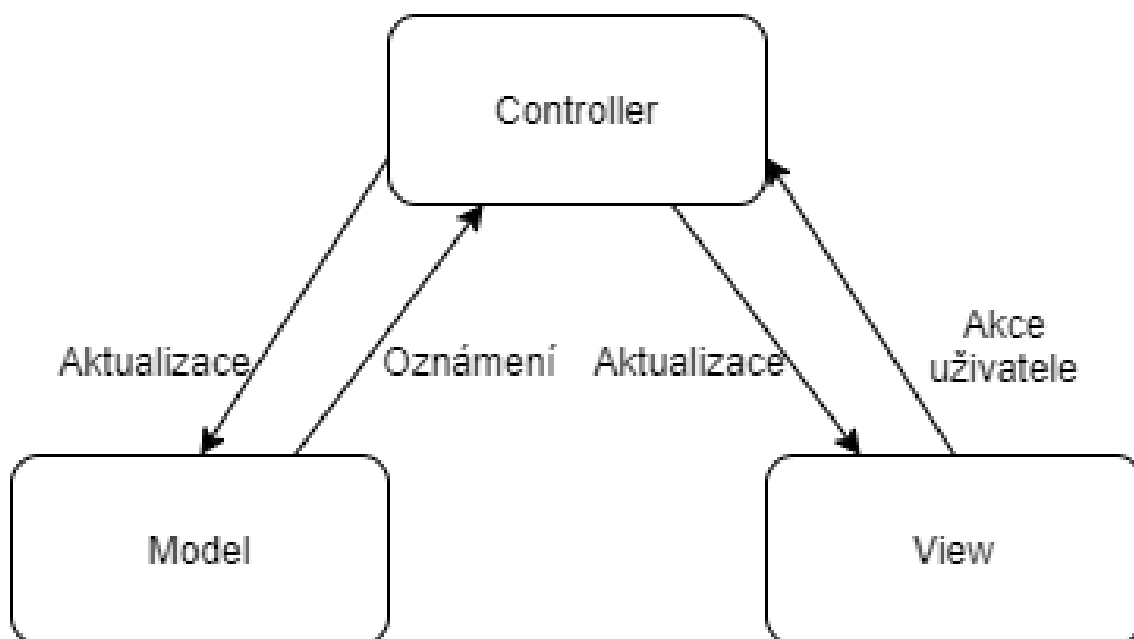 Controller
Aktualizace
Oznámení
Aktualizace
Akce
uživatele
Model
View